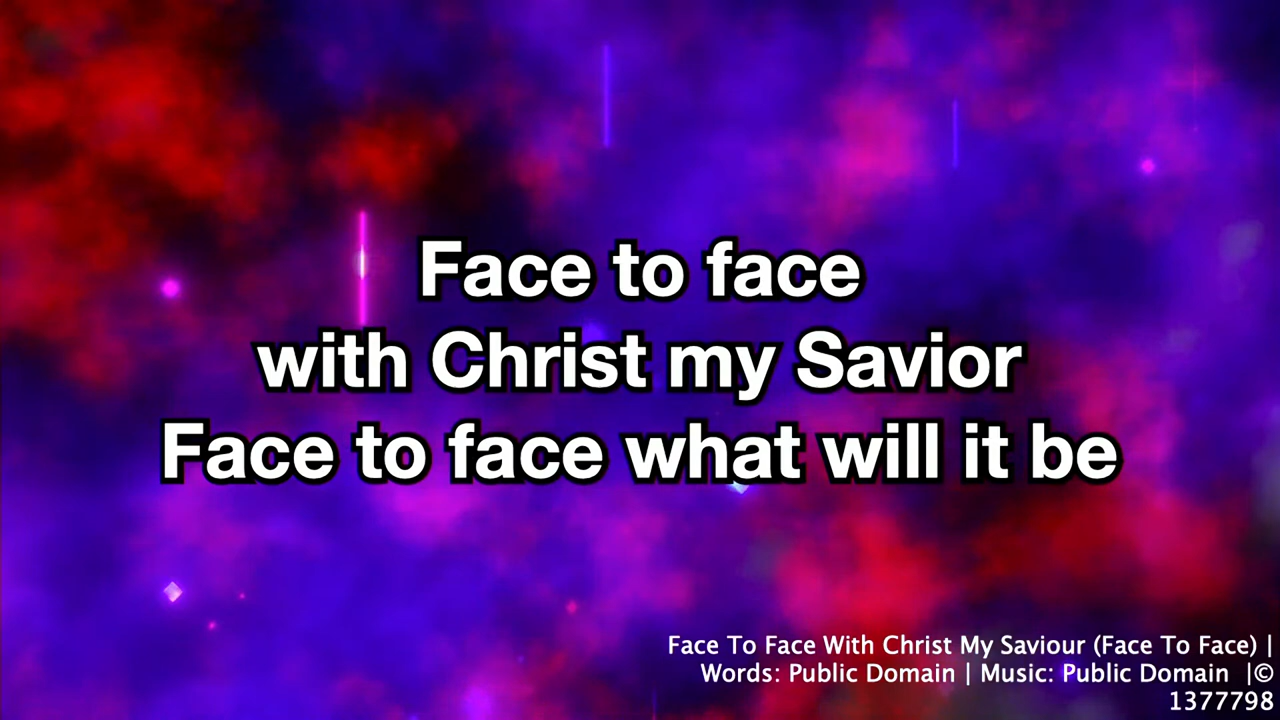 Face to face
with Christ my Savior
Face to face what will it be
Face To Face With Christ My Saviour (Face To Face) |
Words: Public Domain | Music: Public Domain |©
1377798